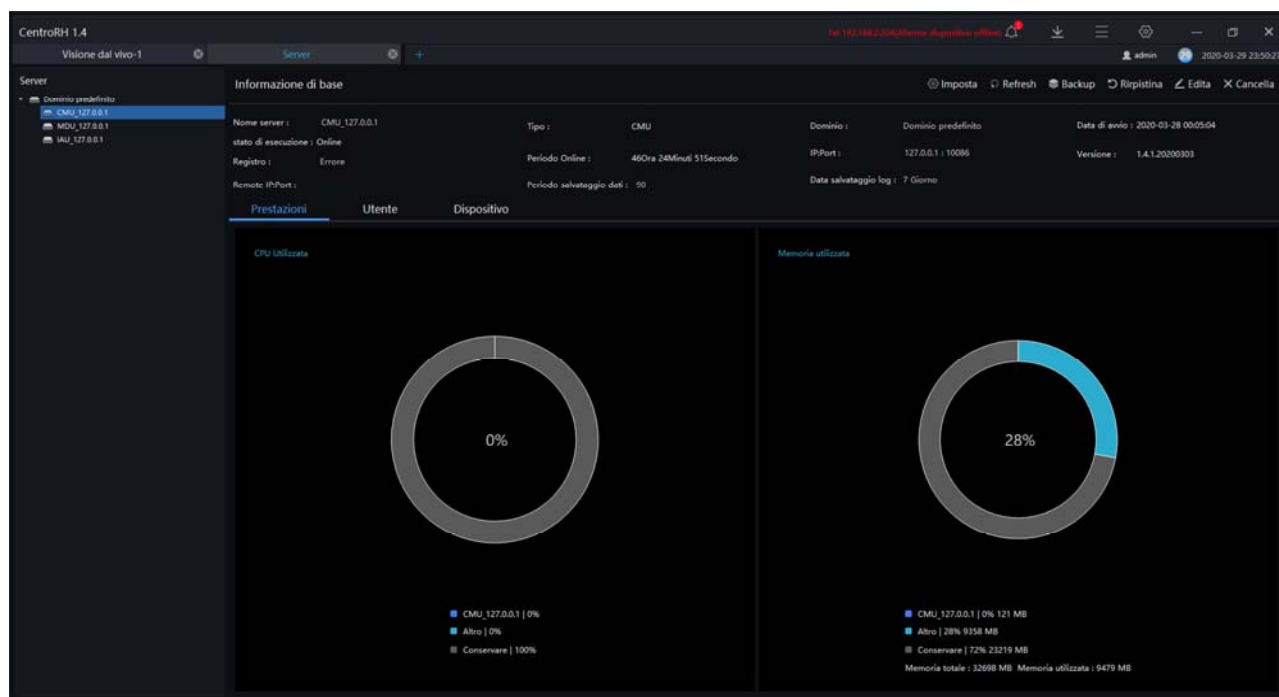 CentroRH 1.4
Visione dal vivo-1
Server
admin
2020-03-29 23:50:27
Server
Dominio predefinito
CMU_127.0.0.1
MDU_127.0.0.1
IAU_127.0.0.1
Informazione di base
Imposta Refresh Backup Rirpistina Edita Cancella
Nome server : CMU_127.0.0.1 Tipo : CMU Dominio : Dominio predefinito Data di avvio : 2020-03-28 00:05:04
stato di esecuzione : Online
Registro : Errore Periodo Online : 46Ora 24Minuti 51Secondo IP:Port : 127.0.0.1 : 10086 Versione : 1.4.1.20200303
Remote IP:Port : Periodo salvataggio dati : 90 Data salvataggio log : 7 Giorno
Prestazioni Utente Dispositivo
CPU Utilizzata
0%
CMU_127.0.0.1 | 0%
Altro | 0%
Conservare | 100%
Memoria utilizzata
28%
CMU_127.0.0.1 | 0% 121 MB
Altro | 28% 9358 MB
Conservare | 72% 23219 MB
Memoria totale : 32698 MB Memoria utilizzata : 9479 MB